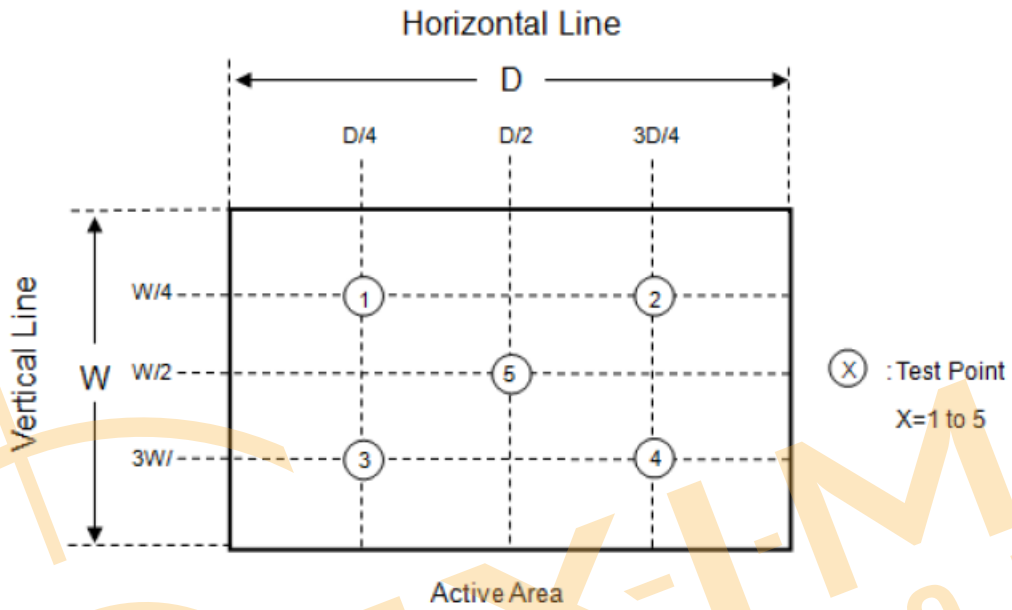 Horizontal Line
D
D/4 D/2 3D/4
Vertical Line
W
W/4
1 2
W/2
5
X : Test Point
X=1 to 5
3W/
3 4
Active Area